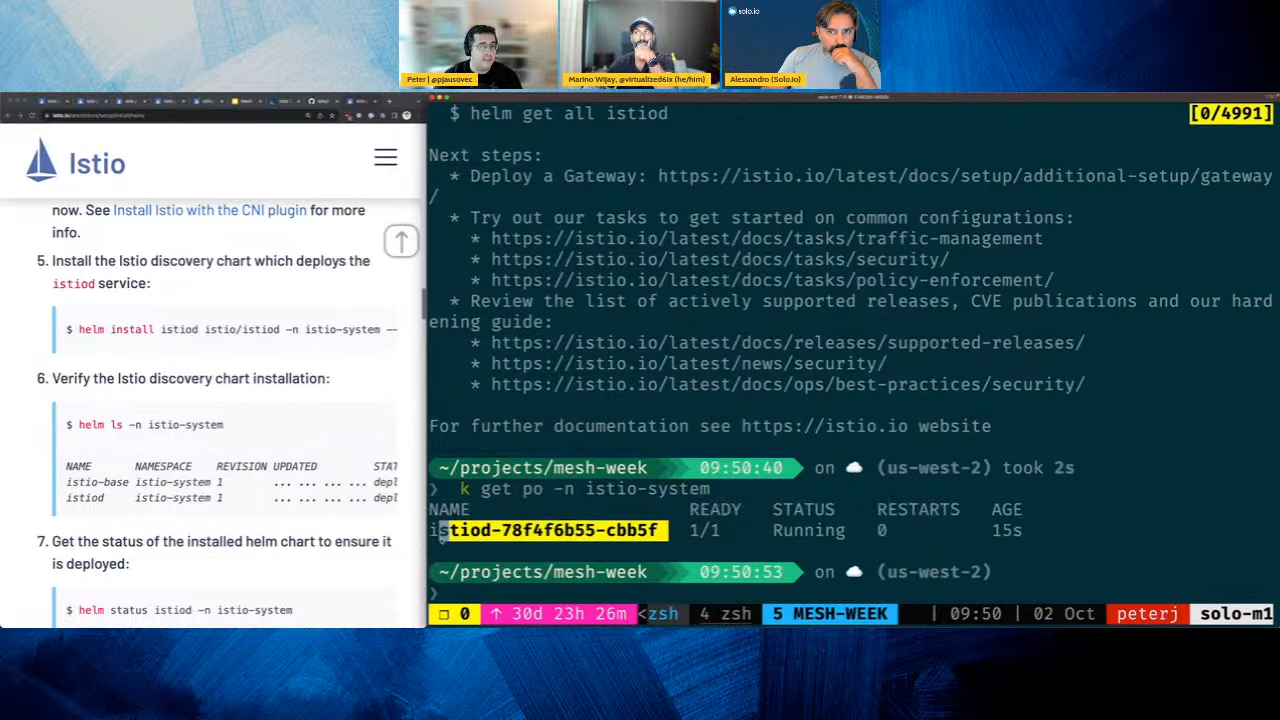 solo.io
Peter | @pjausovec
Marino Wijay, @virtualized6ix (he/him)
Alessandro (Solo.io)
Istio
now. See Install Istio with the CNI plugin for more
info.
5. Install the Istio discovery chart which deploys the
istiod service:
$ helm install istiod istio/istiod -n istio-system --
6. Verify the Istio discovery chart installation:
$ helm ls -n istio-system
NAME NAMESPACE REVISION UPDATED STAT
istio-base istio-system 1 ... ... ... ... depl
istiod istio-system 1 ... ... ... ... depl
7. Get the status of the installed helm chart to ensure it
is deployed:
$ helm status istiod -n istio-system
$ helm get all istiod
[0/4991]
Next steps:
* Deploy a Gateway: https://istio.io/latest/docs/setup/additional-setup/gateway
/
* Try out our tasks to get started on common configurations:
* https://istio.io/latest/docs/tasks/traffic-management
* https://istio.io/latest/docs/tasks/security/
* https://istio.io/latest/docs/tasks/policy-enforcement/
* Review the list of actively supported releases, CVE publications and our hard
ening guide:
* https://istio.io/latest/docs/releases/supported-releases/
* https://istio.io/latest/news/security/
* https://istio.io/latest/docs/ops/best-practices/security/
For further documentation see https://istio.io website
~/projects/mesh-week 09:50:40 on (us-west-2) took 2s
❯ k get po -n istio-system
NAME READY STATUS RESTARTS AGE
istiod-78f4f6b55-cbb5f 1/1 Running 0 15s
~/projects/mesh-week 09:50:53 on (us-west-2)
❯
❐ 0 ↑ 30d 23h 26m <zsh 4 zsh 5 MESH-WEEK | 09:50 | 02 Oct peterj solo-m1